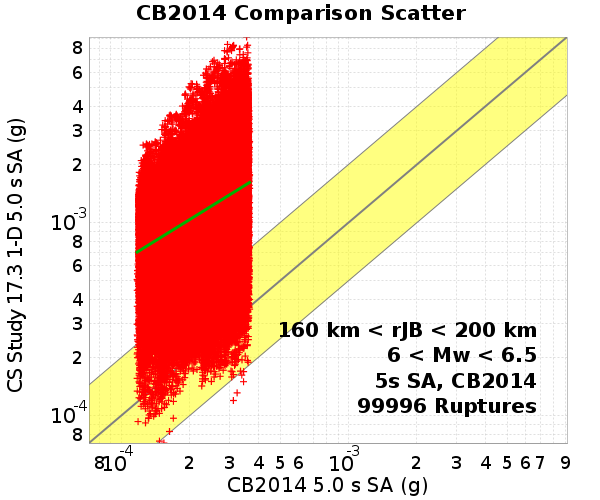 CB2014 Comparison Scatter
CS Study 17.3 1-D 5.0 s SA (g)
8
6
4
3
2
10-3
8
6
4
3
2
10-4
8
160 km < rJB < 200 km
6 < Mw < 6.5
5s SA, CB2014
99996 Ruptures
8 10-4 2 3 4 5 6 10-3 2 3 4 5 6 7 9
CB2014 5.0 s SA (g)